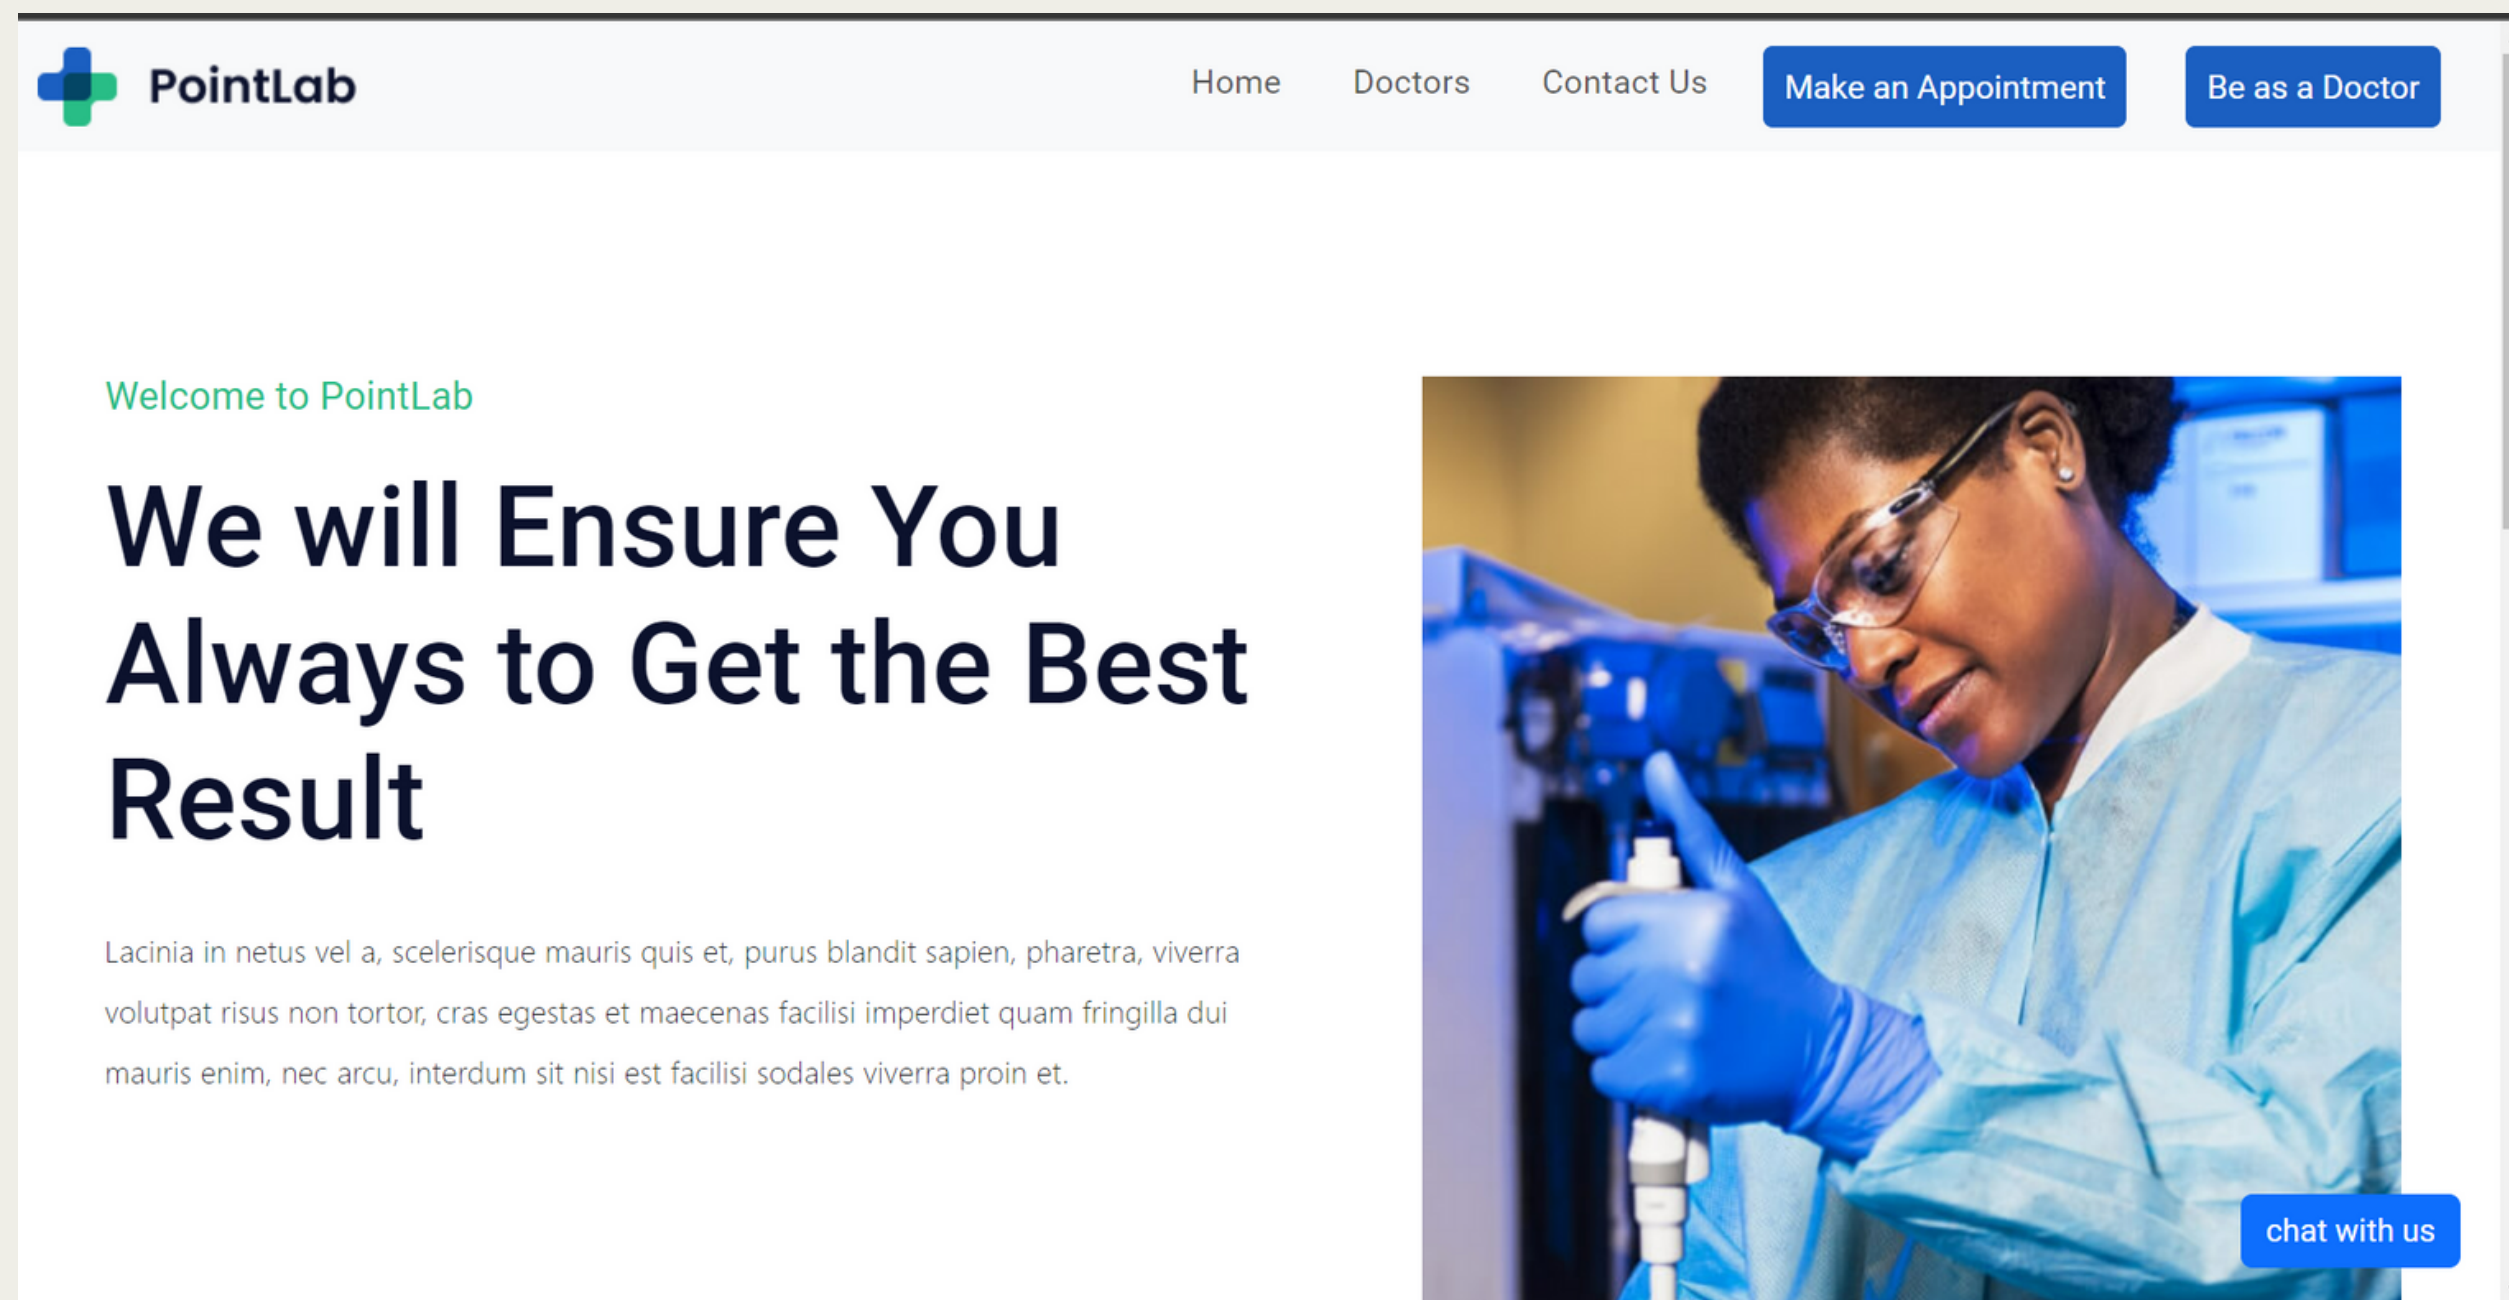 PointLab
Home
Doctors
Contact Us
Make an Appointment
Be as a Doctor
Welcome to PointLab
We will Ensure You
Always to Get the Best
Result
Lacinia in netus vel a, scelerisque mauris quis et, purus blandit sapien, pharetra, viverra
volutpat risus non tortor, cras egestas et maecenas facilisi imperdiet quam fringilla dui
mauris enim, nec arcu, interdum sit nisi est facilisi sodales viverra proin et.
chat with us